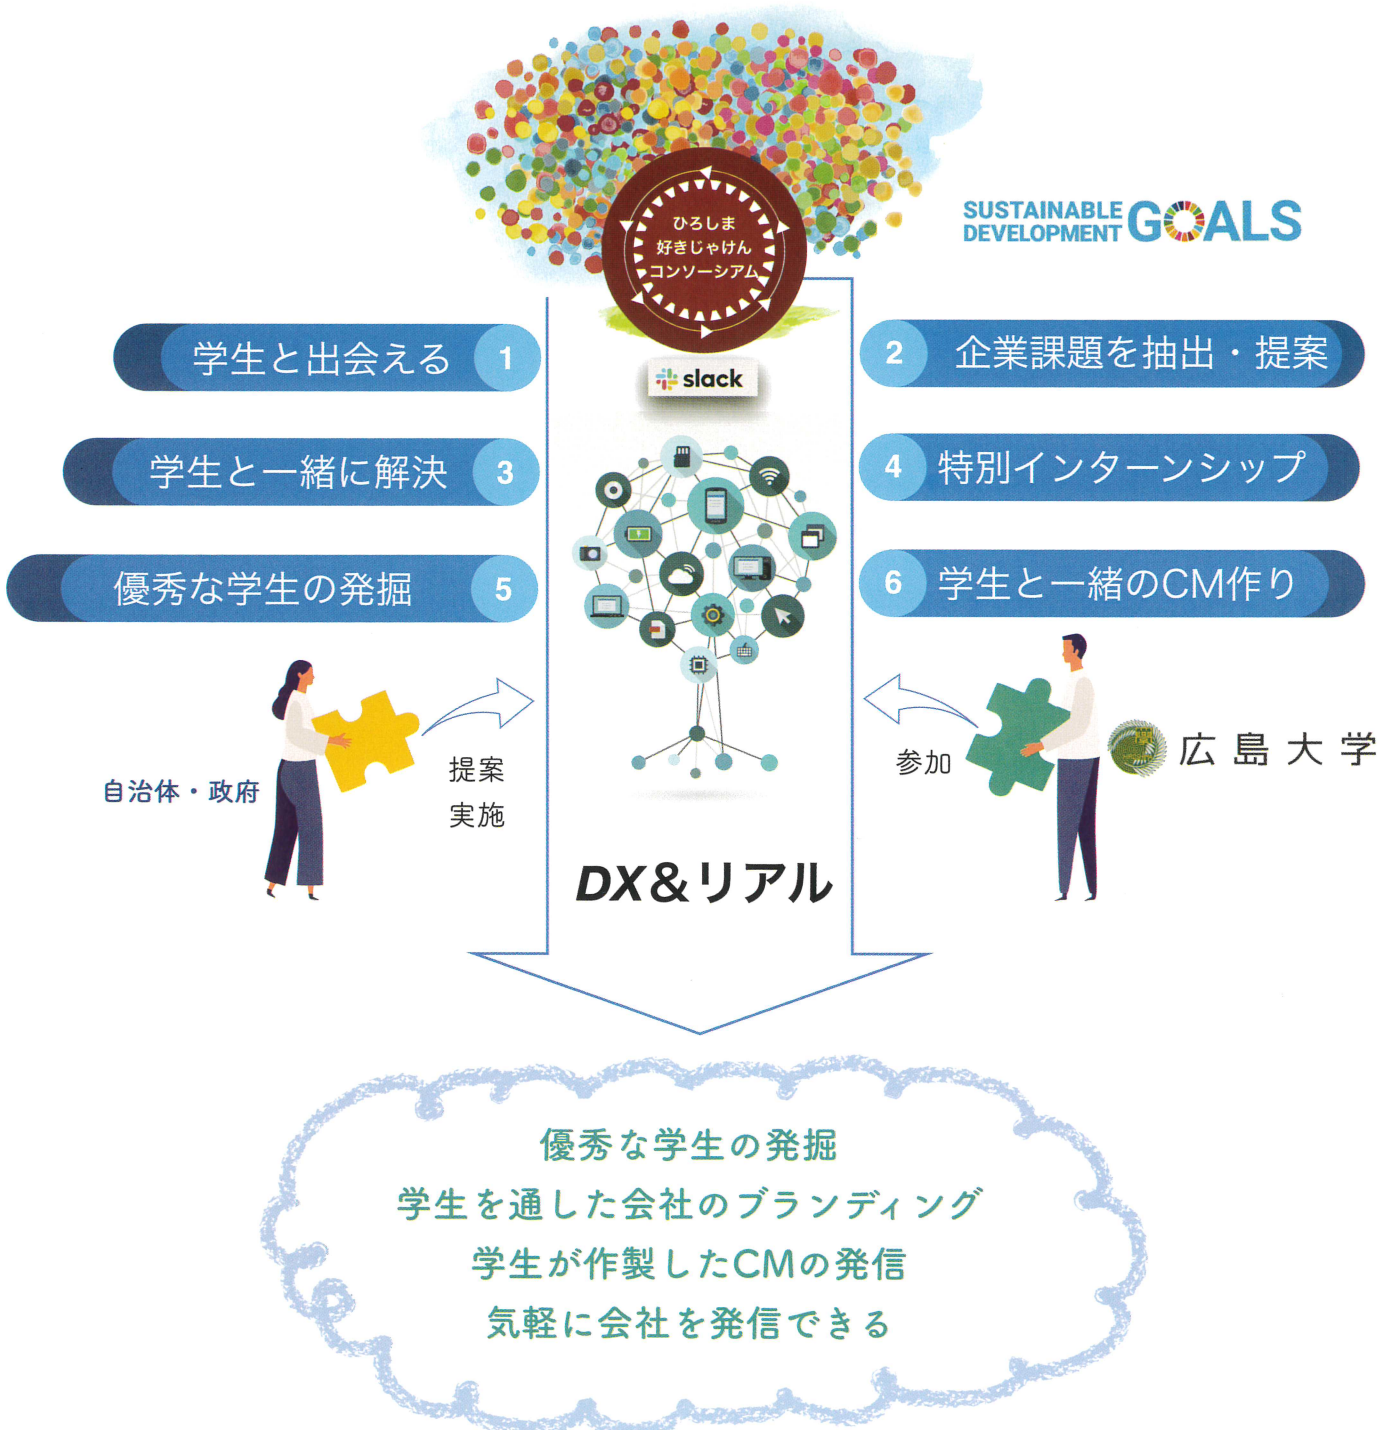 ひろしま
好きじゃけん
コンソーシアム
SUSTAINABLE
DEVELOPMENT
GOALS
slack
学生と出会える 1
2 企業課題を抽出・提案
学生と一緒に解決 3
4 特別インターンシップ
優秀な学生の発掘 5
6 学生と一緒のCM作り
自治体・政府
提案
実施
参加
広島大学
DX&リアル
優秀な学生の発掘
学生を通した会社のブランディング
学生が作製したCMの発信
気軽に会社を発信できる